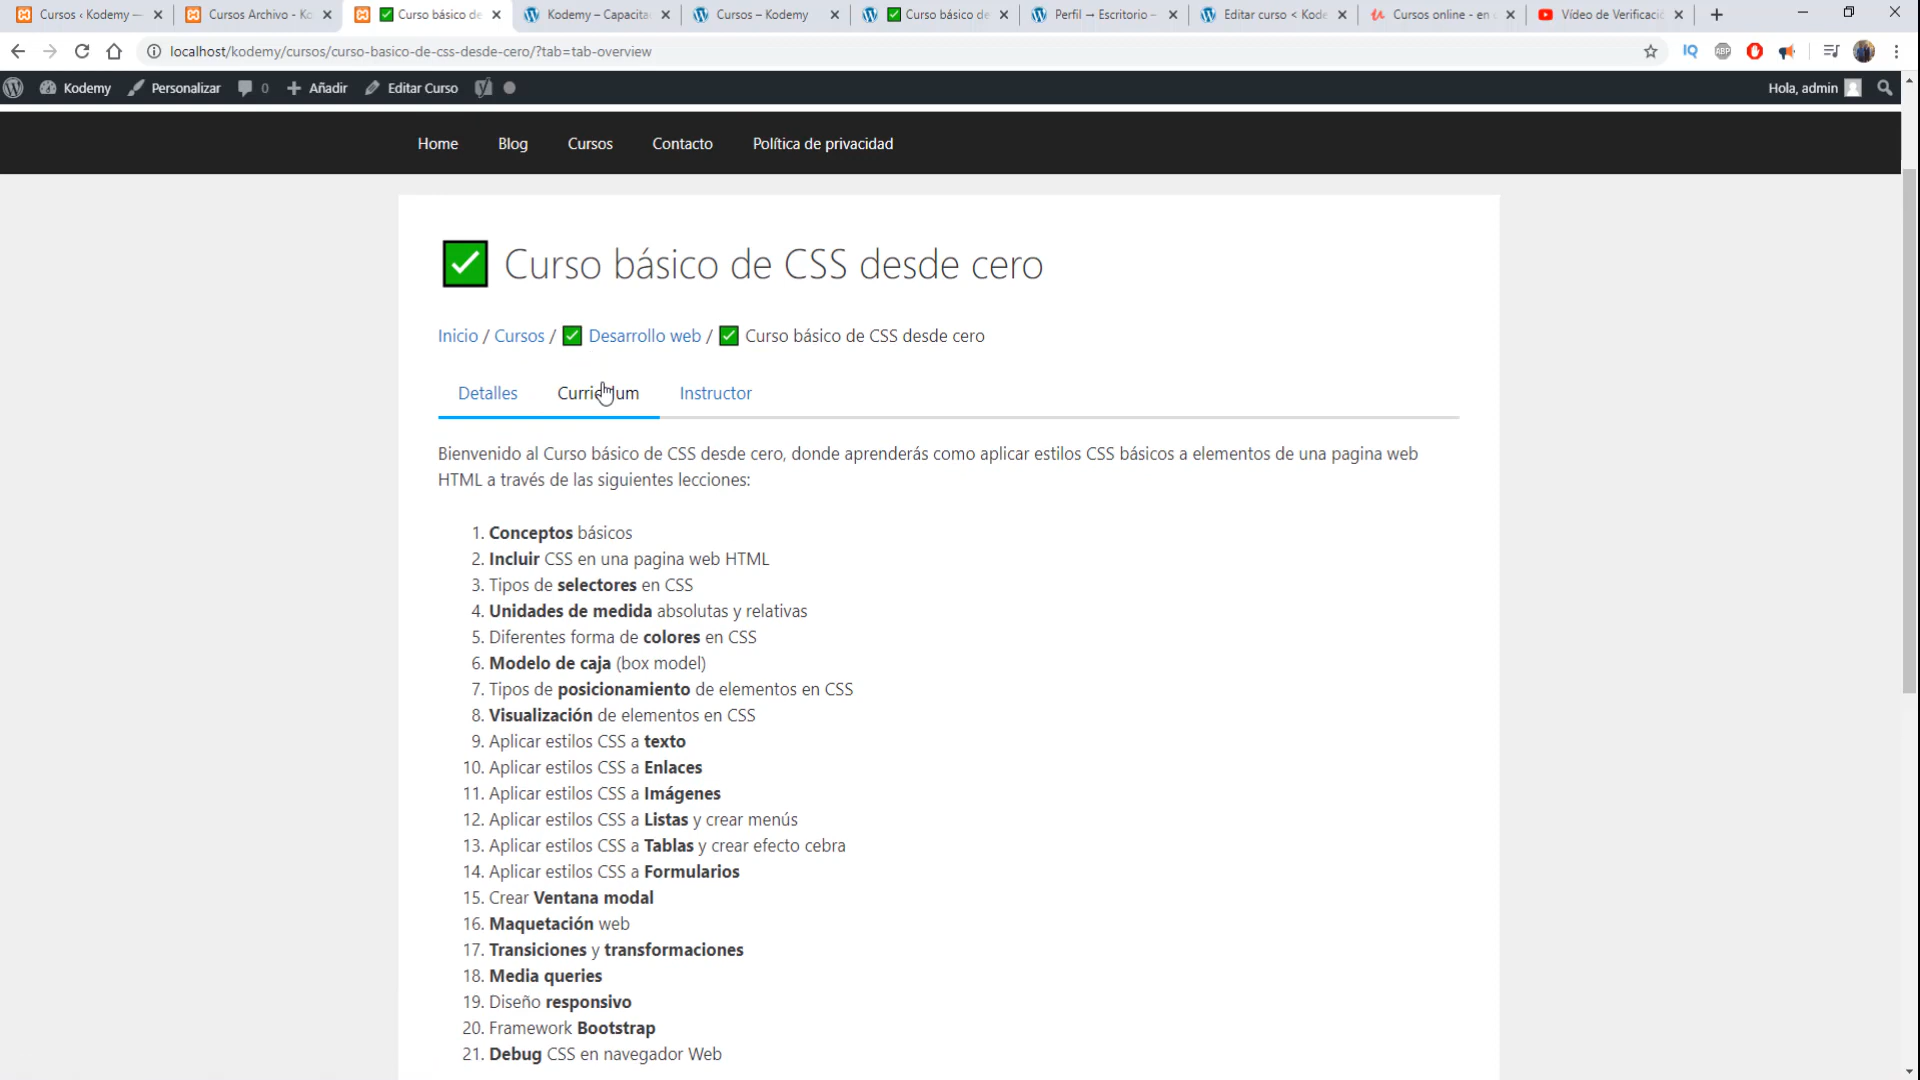 Cursos ‹ Kodemy —
Cursos Archivo - Ko
Curso básico de
Kodemy – Capacita
Cursos – Kodemy
Curso básico de
Perfil → Escritorio –
Editar curso < Kode
Cursos online - en
Vídeo de Verificació
localhost/kodemy/cursos/curso-basico-de-css-desde-cero/?tab=tab-overview
IQ
ABP
Kodemy
Personalizar
0
Añadir
Editar Curso
Hola, admin
Home
Blog
Cursos
Contacto
Política de privacidad
Curso básico de CSS desde cero
Inicio / Cursos / Desarrollo web / Curso básico de CSS desde cero
Detalles
Instructor
Bienvenido al Curso básico de CSS desde cero, donde aprenderás como aplicar estilos CSS básicos a elementos de una pagina web
HTML a través de las siguientes lecciones:
1. Conceptos básicos
2. Incluir CSS en una pagina web HTML
3. Tipos de selectores en CSS
4. Unidades de medida absolutas y relativas
5. Diferentes forma de colores en CSS
6. Modelo de caja (box model)
7. Tipos de posicionamiento de elementos en CSS
8. Visualización de elementos en CSS
9. Aplicar estilos CSS a texto
10. Aplicar estilos CSS a Enlaces
11. Aplicar estilos CSS a Imágenes
12. Aplicar estilos CSS a Listas y crear menús
13. Aplicar estilos CSS a Tablas y crear efecto cebra
14. Aplicar estilos CSS a Formularios
15. Crear Ventana modal
16. Maquetación web
17. Transiciones y transformaciones
18. Media queries
19. Diseño responsivo
20. Framework Bootstrap
21. Debug CSS en navegador Web